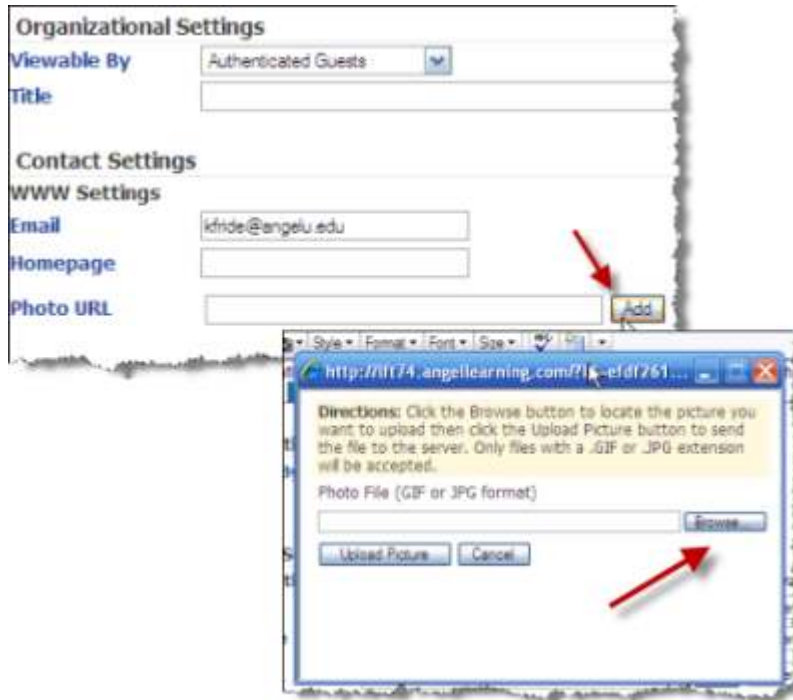 Organizational Settings
Viewable By Authenticated Guests
Title
Contact Settings
WWW Settings
Email kfride@angelu.edu
Homepage
Photo URL Add
Style Format Font Size
Directions: Click the Browse button to locate the picture you
want to upload then click the Upload Picture button to send
the file to the server. Only files with a .GIF or .JPG extension
will be accepted.
Photo File (GIF or JPG format)
Browse...
Upload Picture Cancel